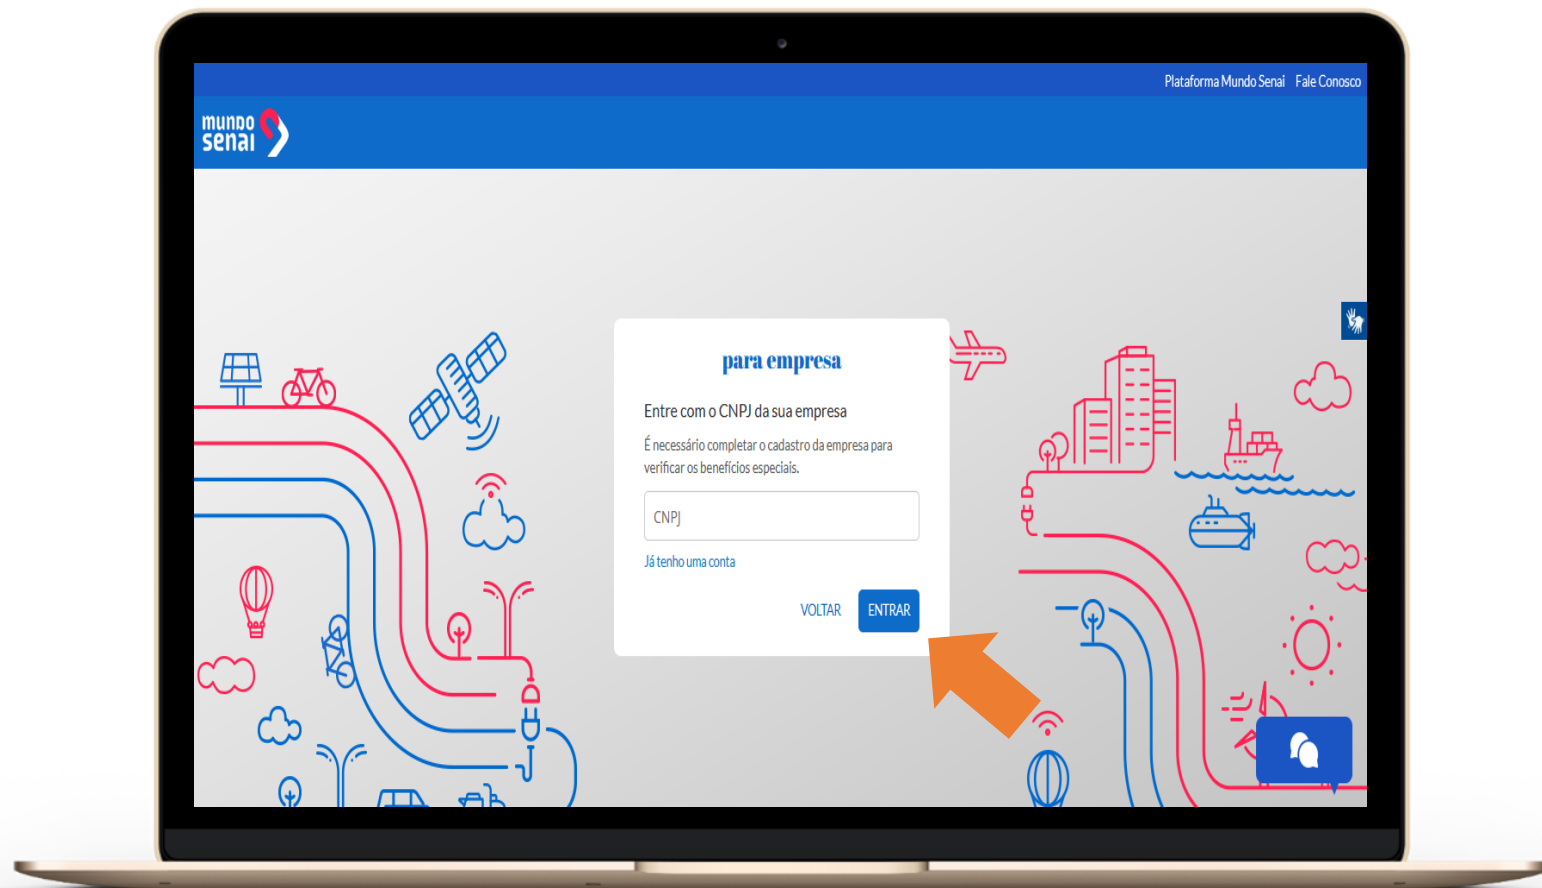 Plataforma Mundo Senai Fale Conosco
mundo
senai
para empresa
Entre com o CNPJ da sua empresa
É necessário completar o cadastro da empresa para
verificar os benefícios especiais.
CNPJ
Já tenho uma conta
VOLTAR ENTRAR